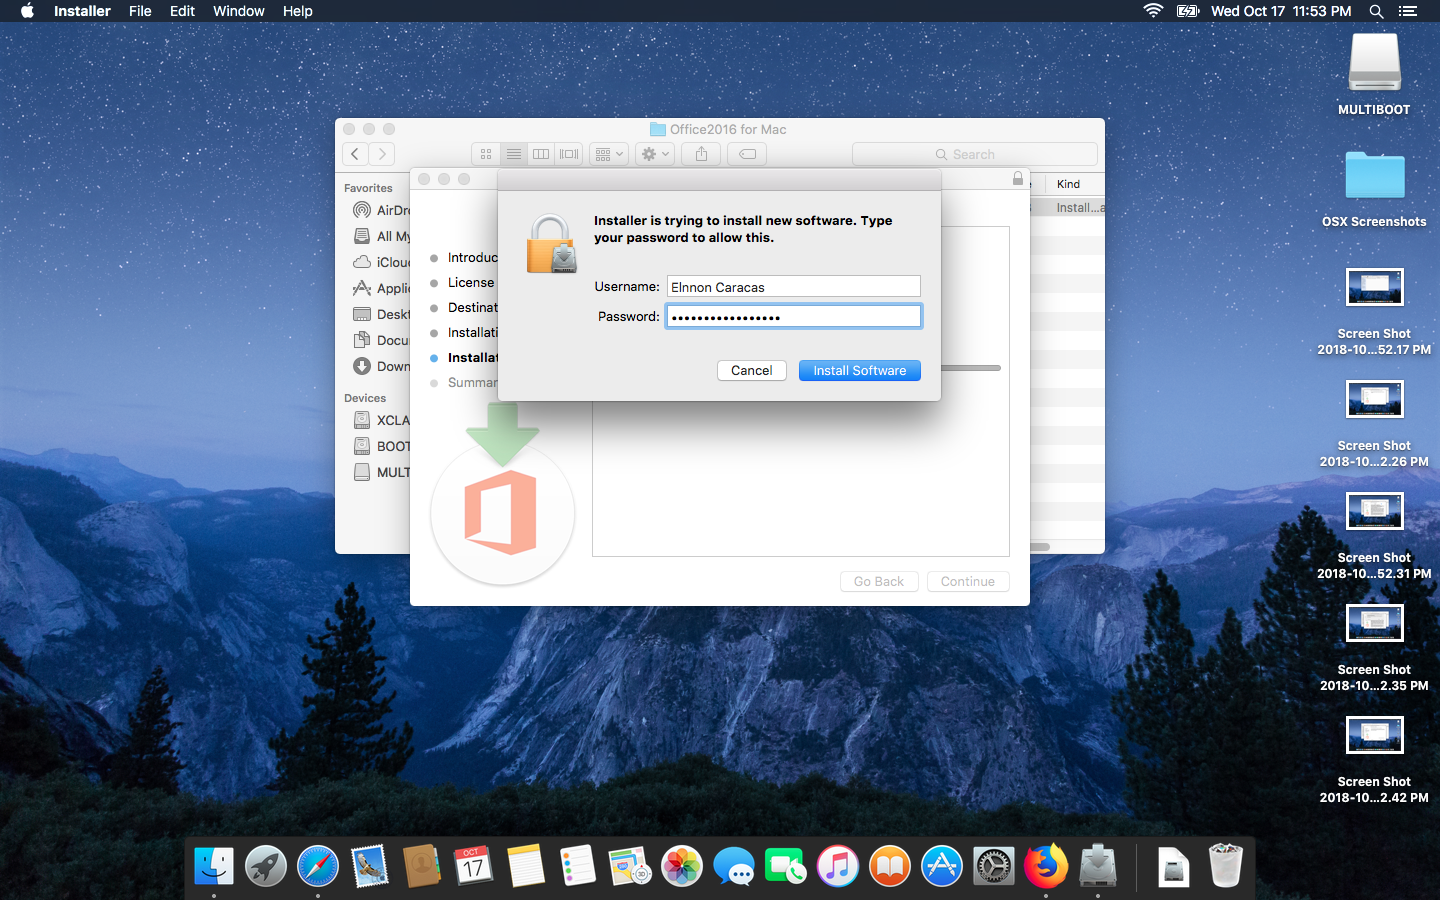 Installer File Edit Window Help
Wed Oct 17 11:53 PM
MULTIBOOT
OSX Screenshots
Screen Shot
2018-10...52.17 PM
Screen Shot
2018-10...2.26 PM
Screen Shot
2018-10...52.31 PM
Screen Shot
2018-10...2.35 PM
Screen Shot
2018-10...2.42 PM
Office2016 for Mac
Search
Favorites
AirDro
All My
iClou
Applic
Deskt
Docu
Down
Devices
XCLA
BOOT
MULT
Kind
Install...a
Introduc
License
Destinat
Installati
Installat
Summar
Installer is trying to install new software. Type
your password to allow this.
Username: Elnnon Caracas
Password: •••••••••••••••••
Cancel Install Software
Go Back Continue
OCT
17